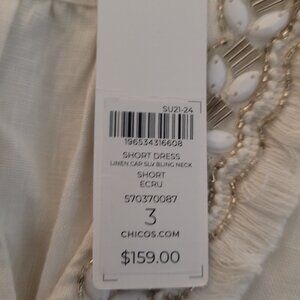 SU21-24
196534316608
SHORT DRESS
LINEN CAP SLV BLING NECK
SHORT
ECRU
570370087
3
CHICOS.COM
$159.00